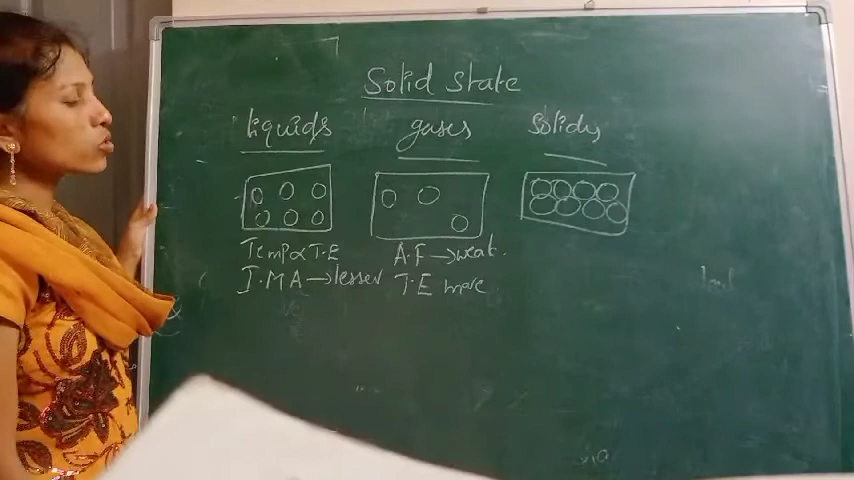 Solid state
liquids gases Solids
Temp ∝ T.E A.F → weak.
I.M A → lesser T.E more